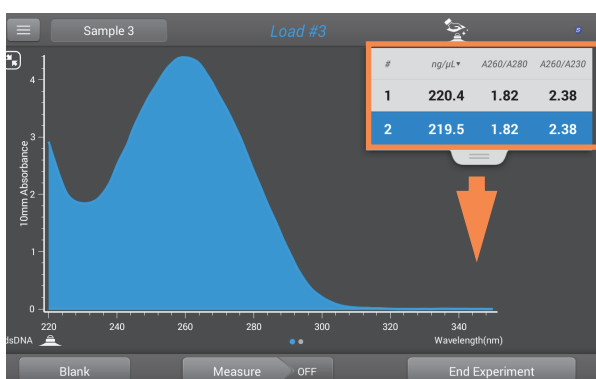 Sample 3
Load #3
# ng/µL▾ A260/A280 A260/A230
1 220.4 1.82 2.38
2 219.5 1.82 2.38
10mm Absorbance
4
3
2
1
0
220 240 260 280 300 320 340
dsDNA
Wavelength(nm)
Blank
Measure OFF
End Experiment